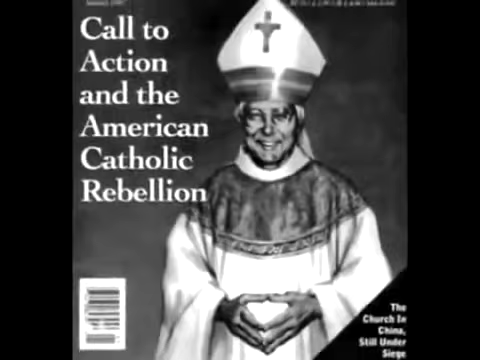 Call to
Action
and the
American
Catholic
Rebellion
The
Church In
China,
Still Under
Siege